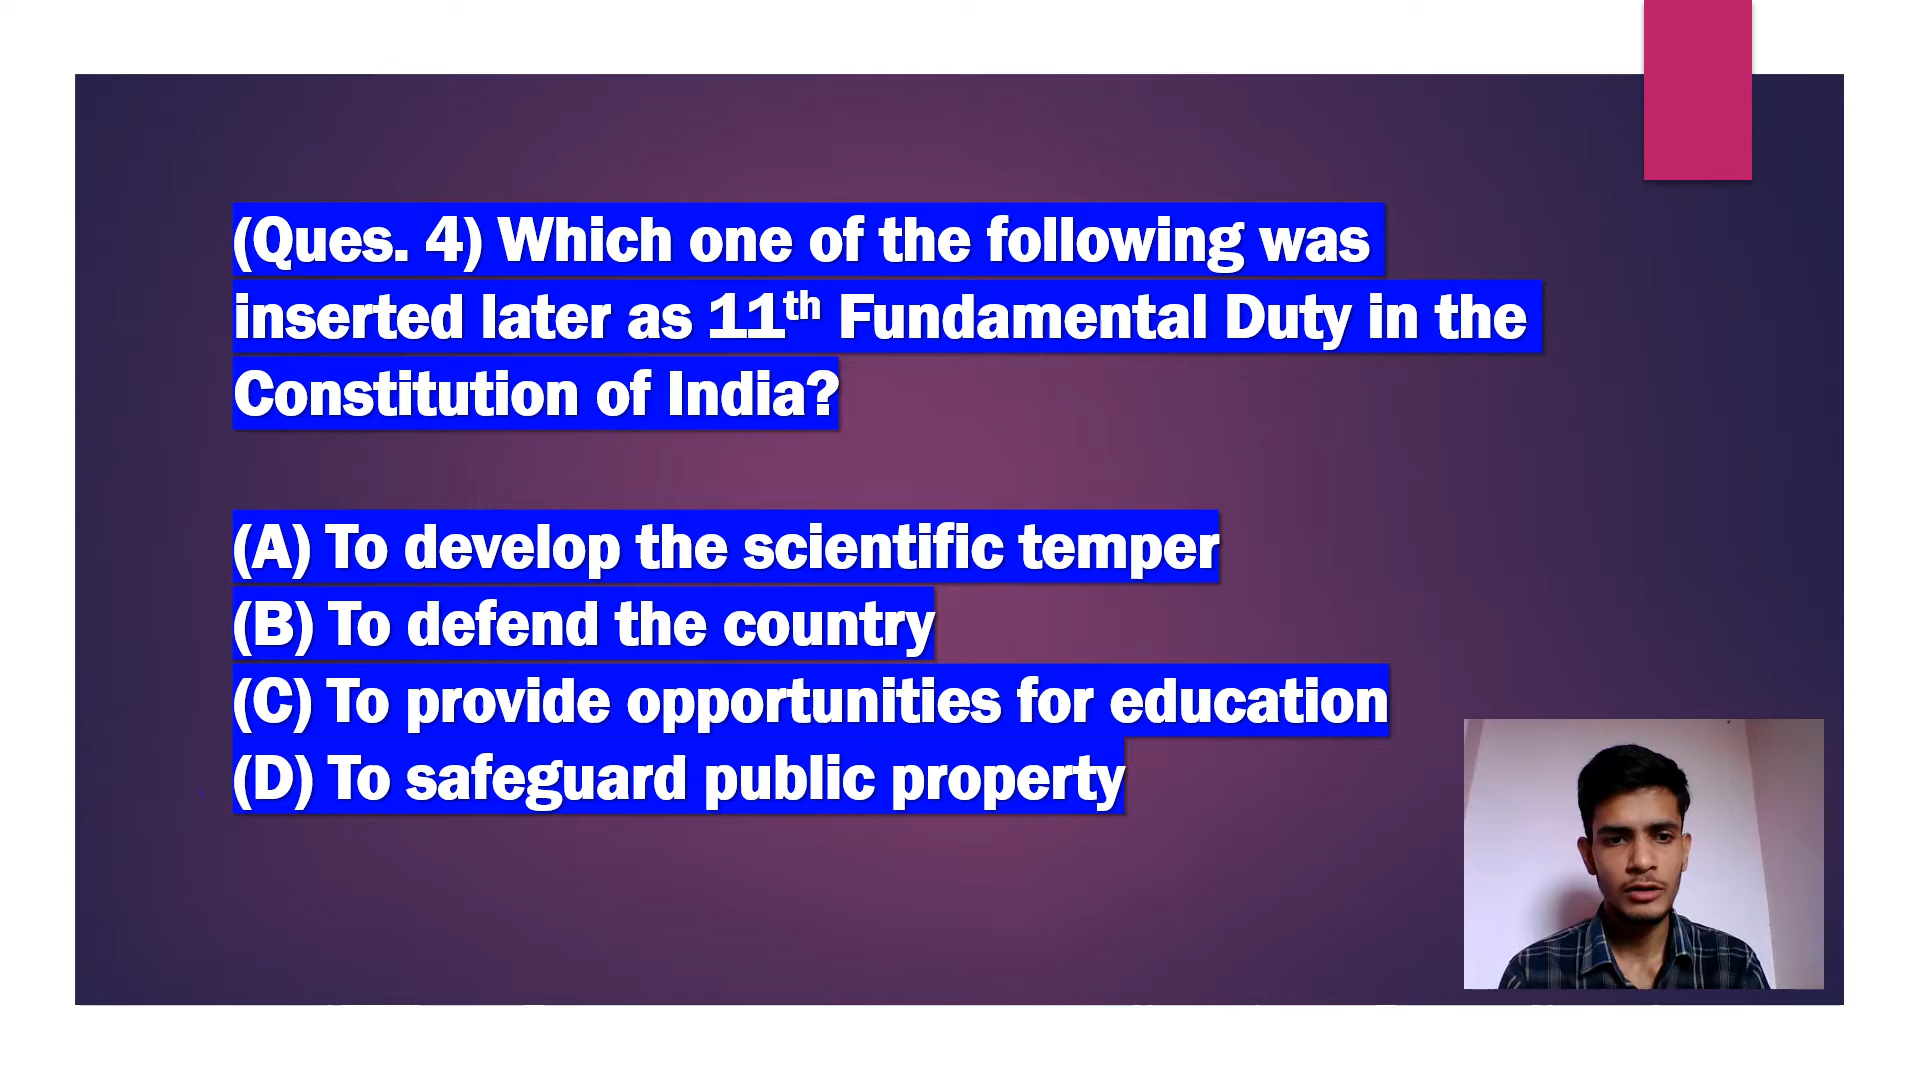 (Ques. 4) Which one of the following was
inserted later as 11th Fundamental Duty in the
Constitution of India?
(A) To develop the scientific temper
(B) To defend the country
(C) To provide opportunities for education
(D) To safeguard public property